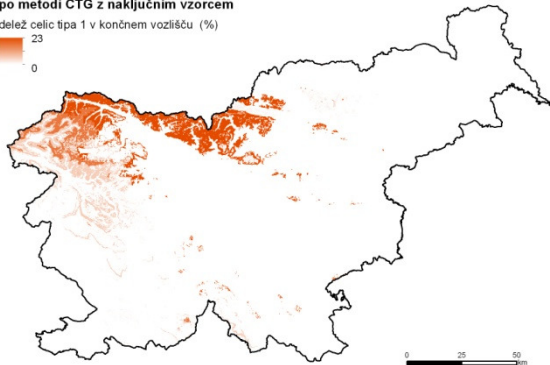 po metodi CTG z naključnim vzorcem
delež celic tipa 1 v končnem vozlišču (%)
23
0
0 25 50
km